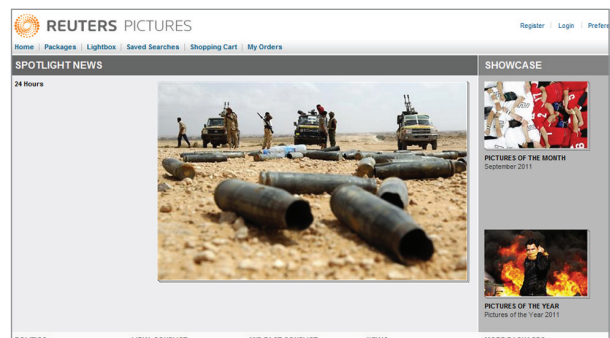 REUTERS PICTURES
Register Login
Home Packages Lightbox Saved Searches Shopping Cart My Orders
SPOTLIGHT NEWS
SHOWCASE
24 Hours
PICTURES OF THE MONTH
September 2011
PICTURES OF THE YEAR
Pictures of the Year 2011